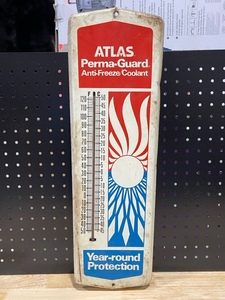 ATLAS
Perma-Guard
Anti-Freeze/Coolant
F C
Year-round
Protection